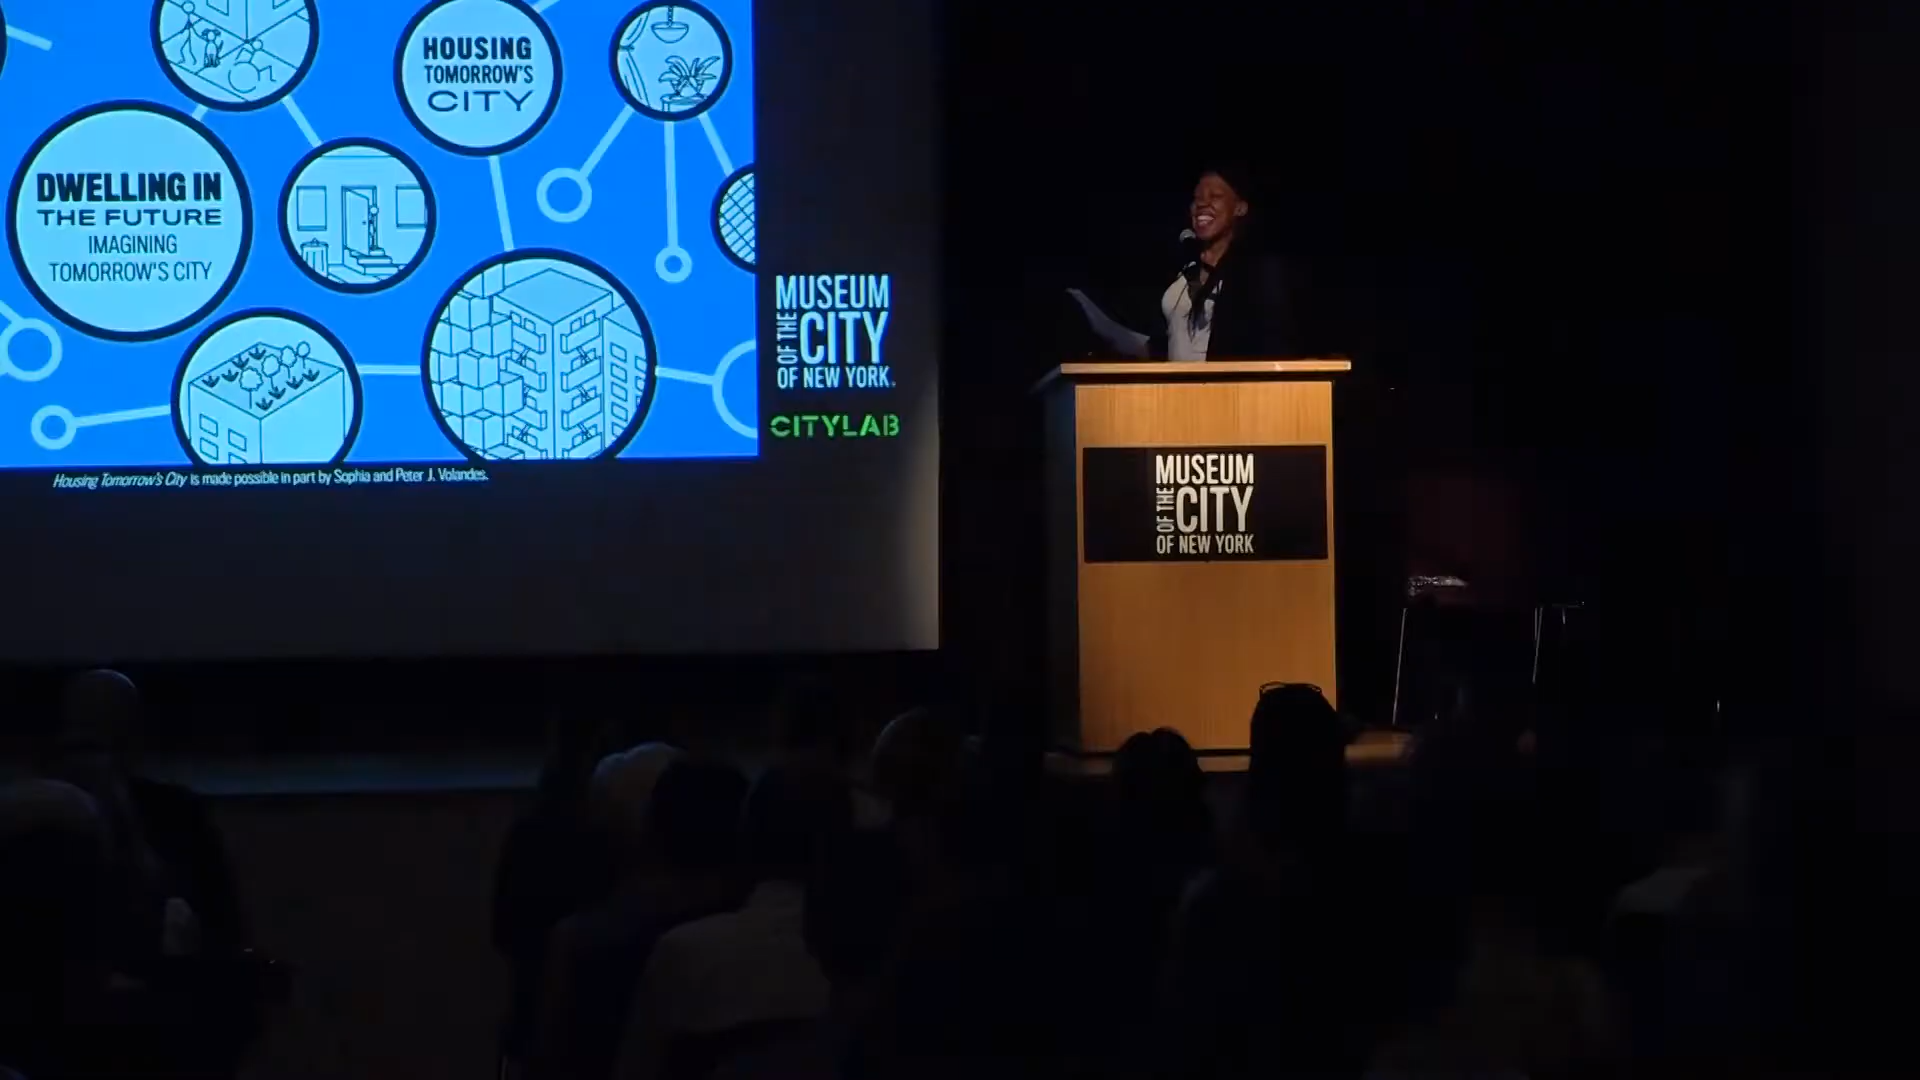 HOUSING
TOMORROW'S
CITY
DWELLING IN
THE FUTURE
IMAGINING
TOMORROW'S CITY
MUSEUM
OF THE
CITY
OF NEW YORK.
CITYLAB
Housing Tomorrow's City is made possible in part by Sophia and Peter J. Volandes.
MUSEUM
OF THE
CITY
OF NEW YORK